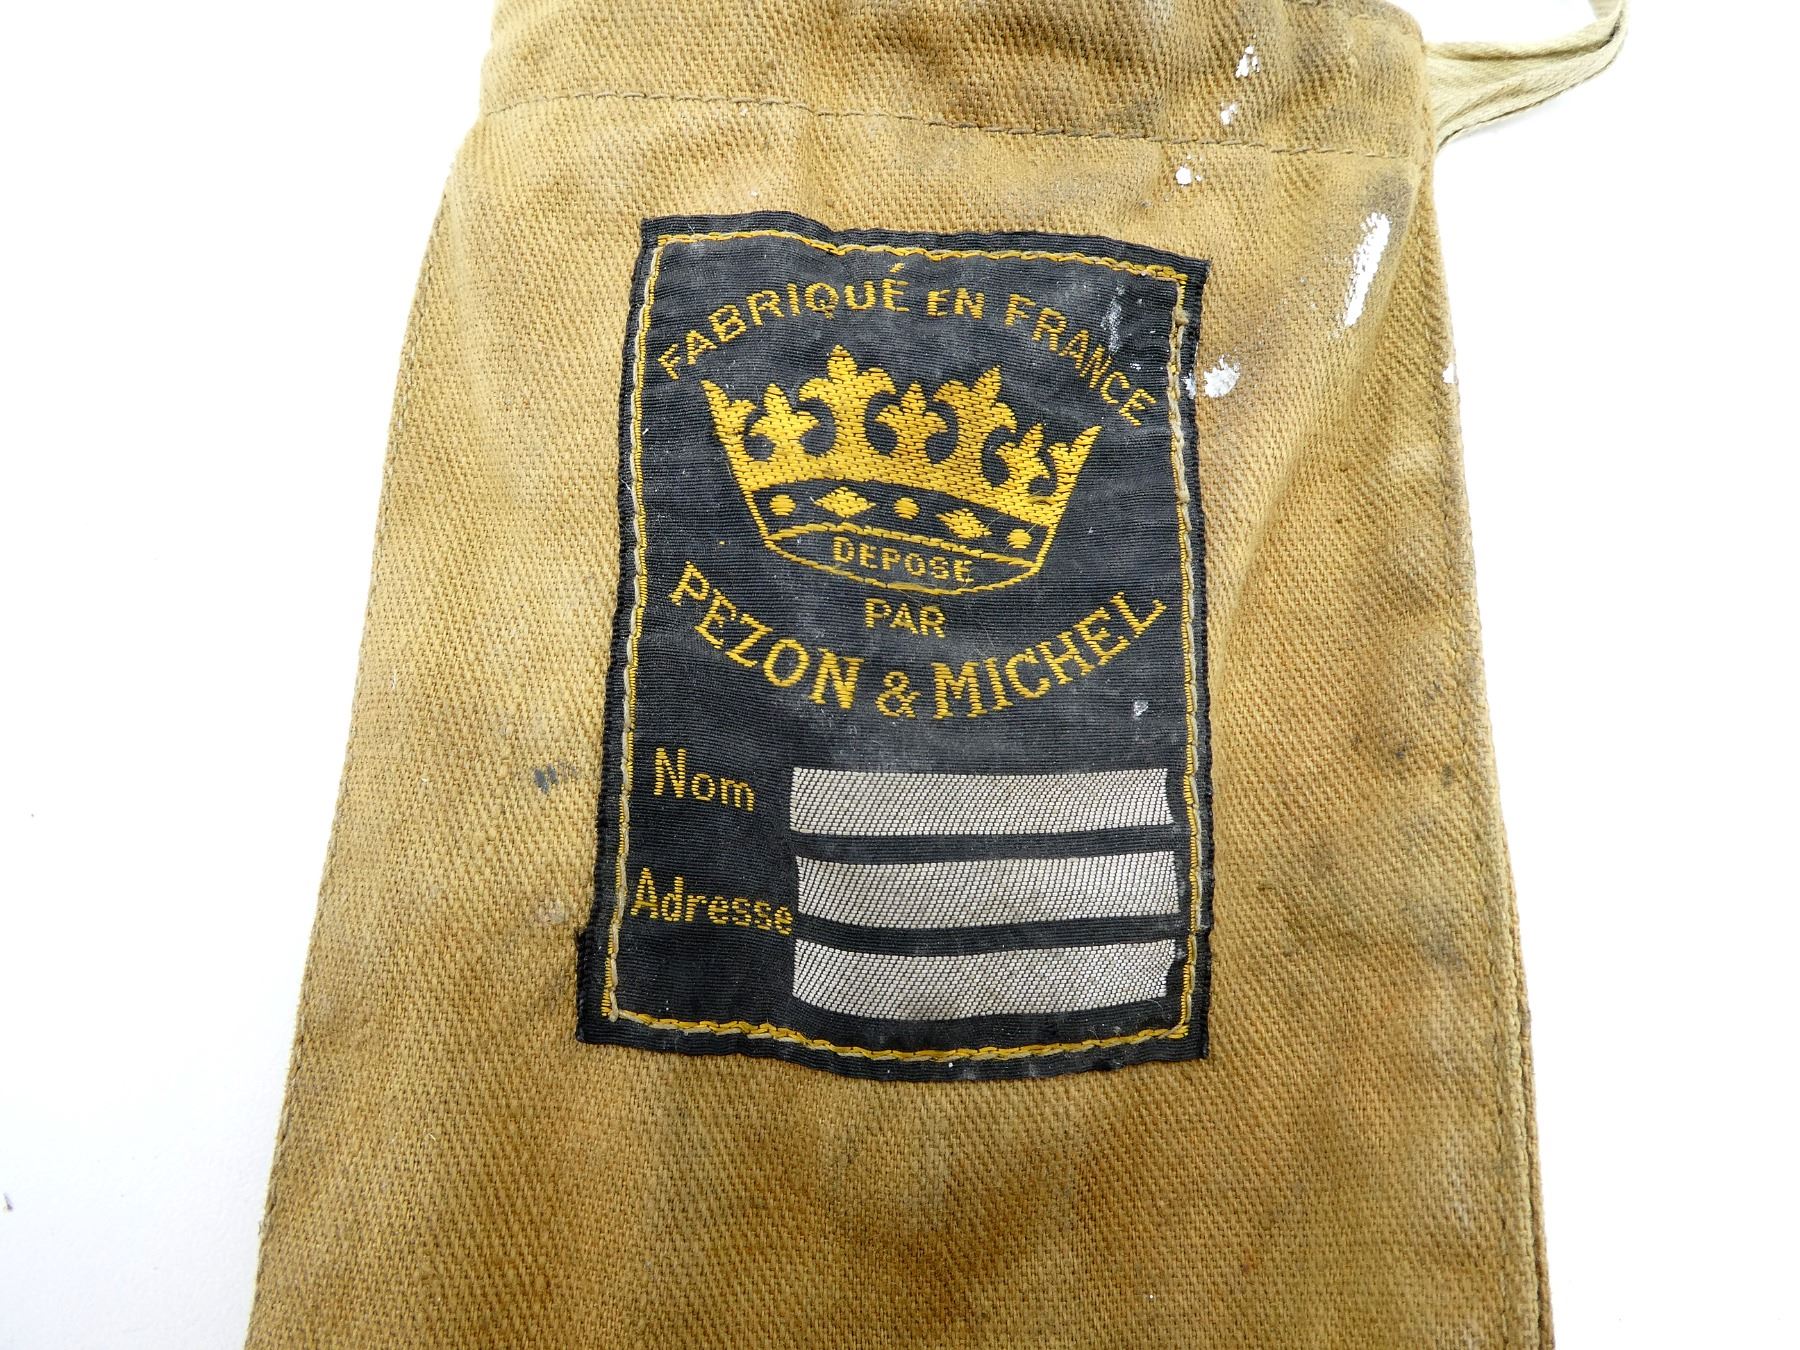 FABRIQUÉ EN FRANCE
DEPOSE
PAR
PEZON & MICHEL
Nom
Adresse